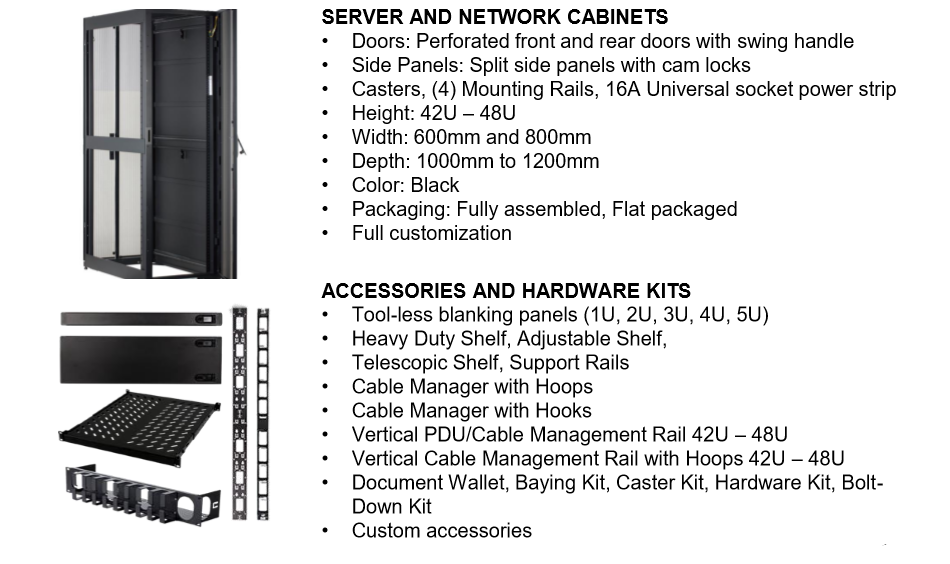 SERVER AND NETWORK CABINETS
• Doors: Perforated front and rear doors with swing handle
• Side Panels: Split side panels with cam locks
• Casters, (4) Mounting Rails, 16A Universal socket power strip
• Height: 42U – 48U
• Width: 600mm and 800mm
• Depth: 1000mm to 1200mm
• Color: Black
• Packaging: Fully assembled, Flat packaged
• Full customization
ACCESSORIES AND HARDWARE KITS
• Tool-less blanking panels (1U, 2U, 3U, 4U, 5U)
• Heavy Duty Shelf, Adjustable Shelf,
• Telescopic Shelf, Support Rails
• Cable Manager with Hoops
• Cable Manager with Hooks
• Vertical PDU/Cable Management Rail 42U – 48U
• Vertical Cable Management Rail with Hoops 42U – 48U
• Document Wallet, Baying Kit, Caster Kit, Hardware Kit, Bolt-
Down Kit
• Custom accessories